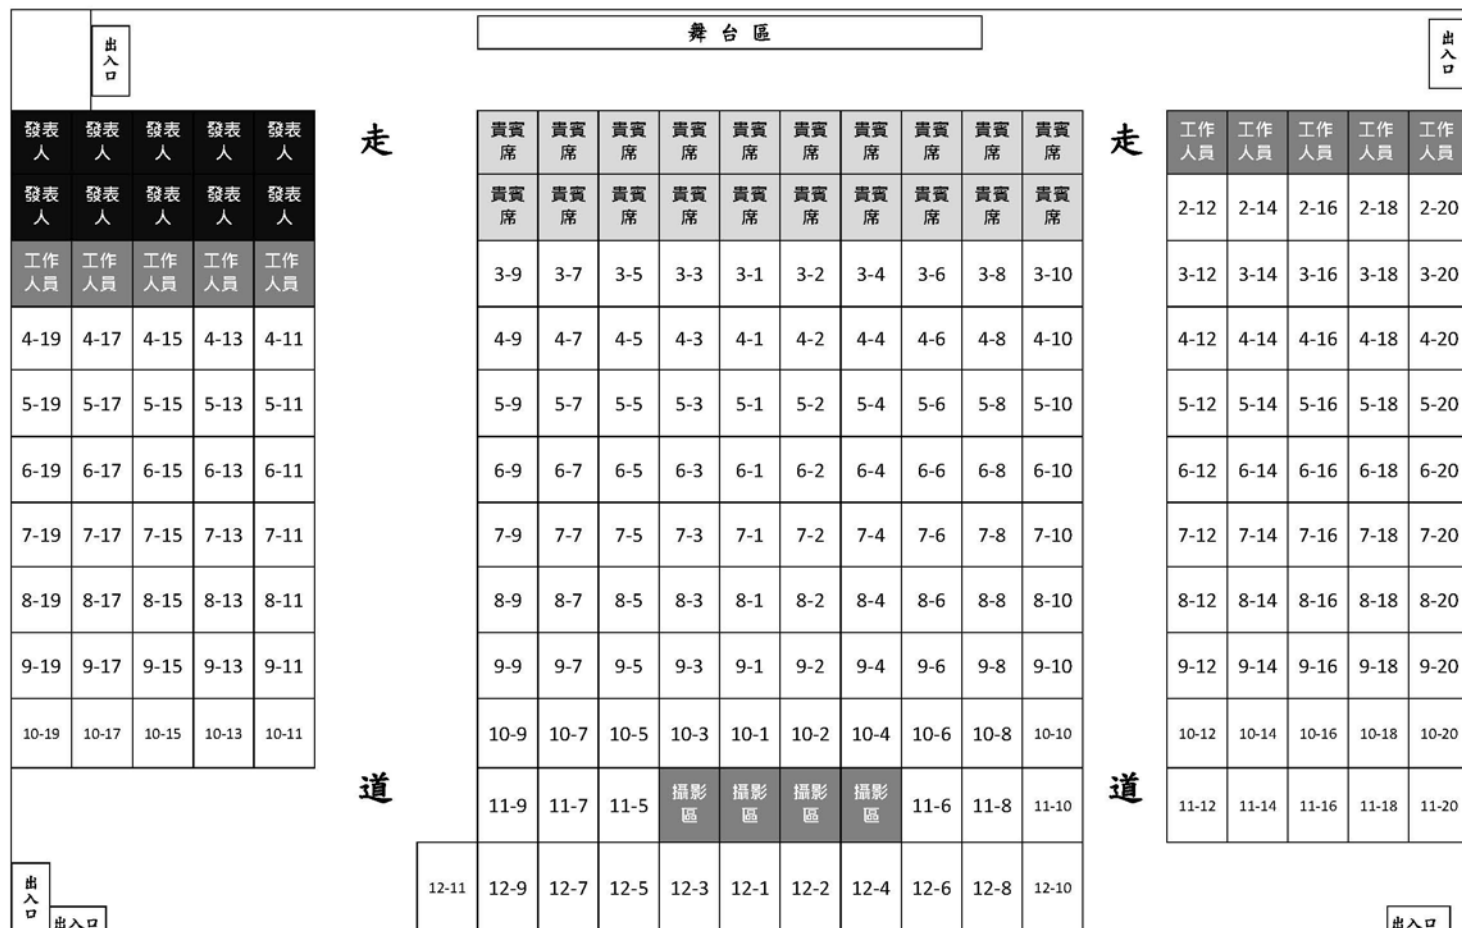 舞台區
出入口
出入口
發表人 發表人 發表人 發表人 發表人 走 貴賓席 貴賓席 貴賓席 貴賓席 貴賓席 貴賓席 貴賓席 貴賓席 貴賓席 貴賓席 走 工作人員 工作人員 工作人員 工作人員 工作人員
發表人 發表人 發表人 發表人 發表人 貴賓席 貴賓席 貴賓席 貴賓席 貴賓席 貴賓席 貴賓席 貴賓席 貴賓席 貴賓席 2-12 2-14 2-16 2-18 2-20
工作人員 工作人員 工作人員 工作人員 工作人員 3-9 3-7 3-5 3-3 3-1 3-2 3-4 3-6 3-8 3-10 3-12 3-14 3-16 3-18 3-20
4-19 4-17 4-15 4-13 4-11 4-9 4-7 4-5 4-3 4-1 4-2 4-4 4-6 4-8 4-10 4-12 4-14 4-16 4-18 4-20
5-19 5-17 5-15 5-13 5-11 5-9 5-7 5-5 5-3 5-1 5-2 5-4 5-6 5-8 5-10 5-12 5-14 5-16 5-18 5-20
6-19 6-17 6-15 6-13 6-11 6-9 6-7 6-5 6-3 6-1 6-2 6-4 6-6 6-8 6-10 6-12 6-14 6-16 6-18 6-20
7-19 7-17 7-15 7-13 7-11 7-9 7-7 7-5 7-3 7-1 7-2 7-4 7-6 7-8 7-10 7-12 7-14 7-16 7-18 7-20
8-19 8-17 8-15 8-13 8-11 8-9 8-7 8-5 8-3 8-1 8-2 8-4 8-6 8-8 8-10 8-12 8-14 8-16 8-18 8-20
9-19 9-17 9-15 9-13 9-11 9-9 9-7 9-5 9-3 9-1 9-2 9-4 9-6 9-8 9-10 9-12 9-14 9-16 9-18 9-20
10-19 10-17 10-15 10-13 10-11 10-9 10-7 10-5 10-3 10-1 10-2 10-4 10-6 10-8 10-10 10-12 10-14 10-16 10-18 10-20
道 11-9 11-7 11-5 攝影區 攝影區 攝影區 攝影區 11-6 11-8 11-10 道 11-12 11-14 11-16 11-18 11-20
12-11 12-9 12-7 12-5 12-3 12-1 12-2 12-4 12-6 12-8 12-10
出入口
出入口
出入口